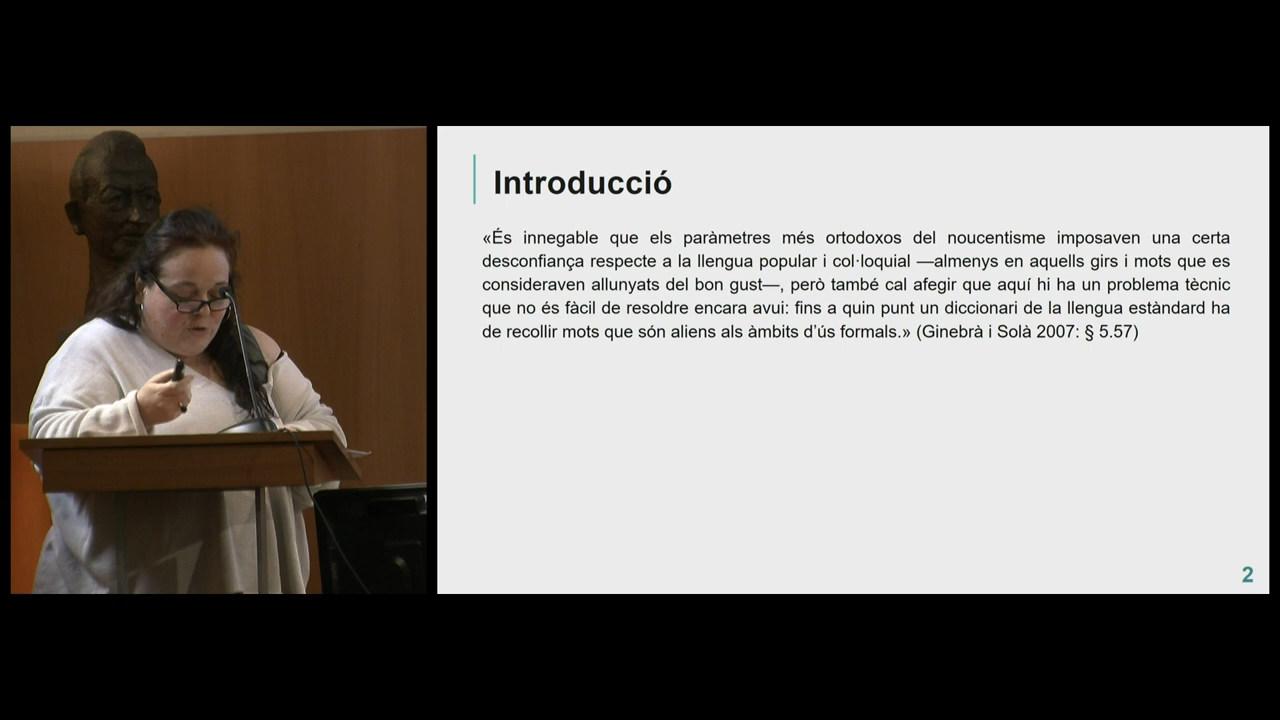 Introducció
«És innegable que els paràmetres més ortodoxos del noucentisme imposaven una certa
desconfiança respecte a la llengua popular i col·loquial —almenys en aquells girs i mots que es
consideraven allunyats del bon gust—, però també cal afegir que aquí hi ha un problema tècnic
que no és fàcil de resoldre encara avui: fins a quin punt un diccionari de la llengua estàndard ha
de recollir mots que són aliens als àmbits d’ús formals.» (Ginebrà i Solà 2007: § 5.57)
2